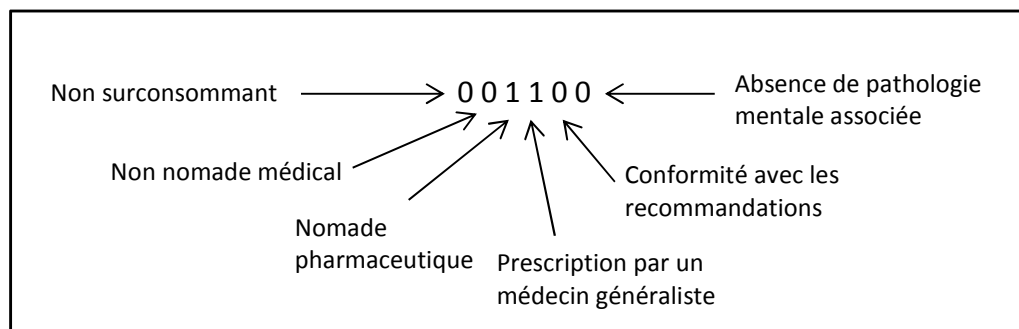 Non surconsommant
0 0 1 1 0 0
Absence de pathologie
mentale associée
Non nomade médical
Conformité avec les
recommandations
Nomade
pharmaceutique
Prescription par un
médecin généraliste